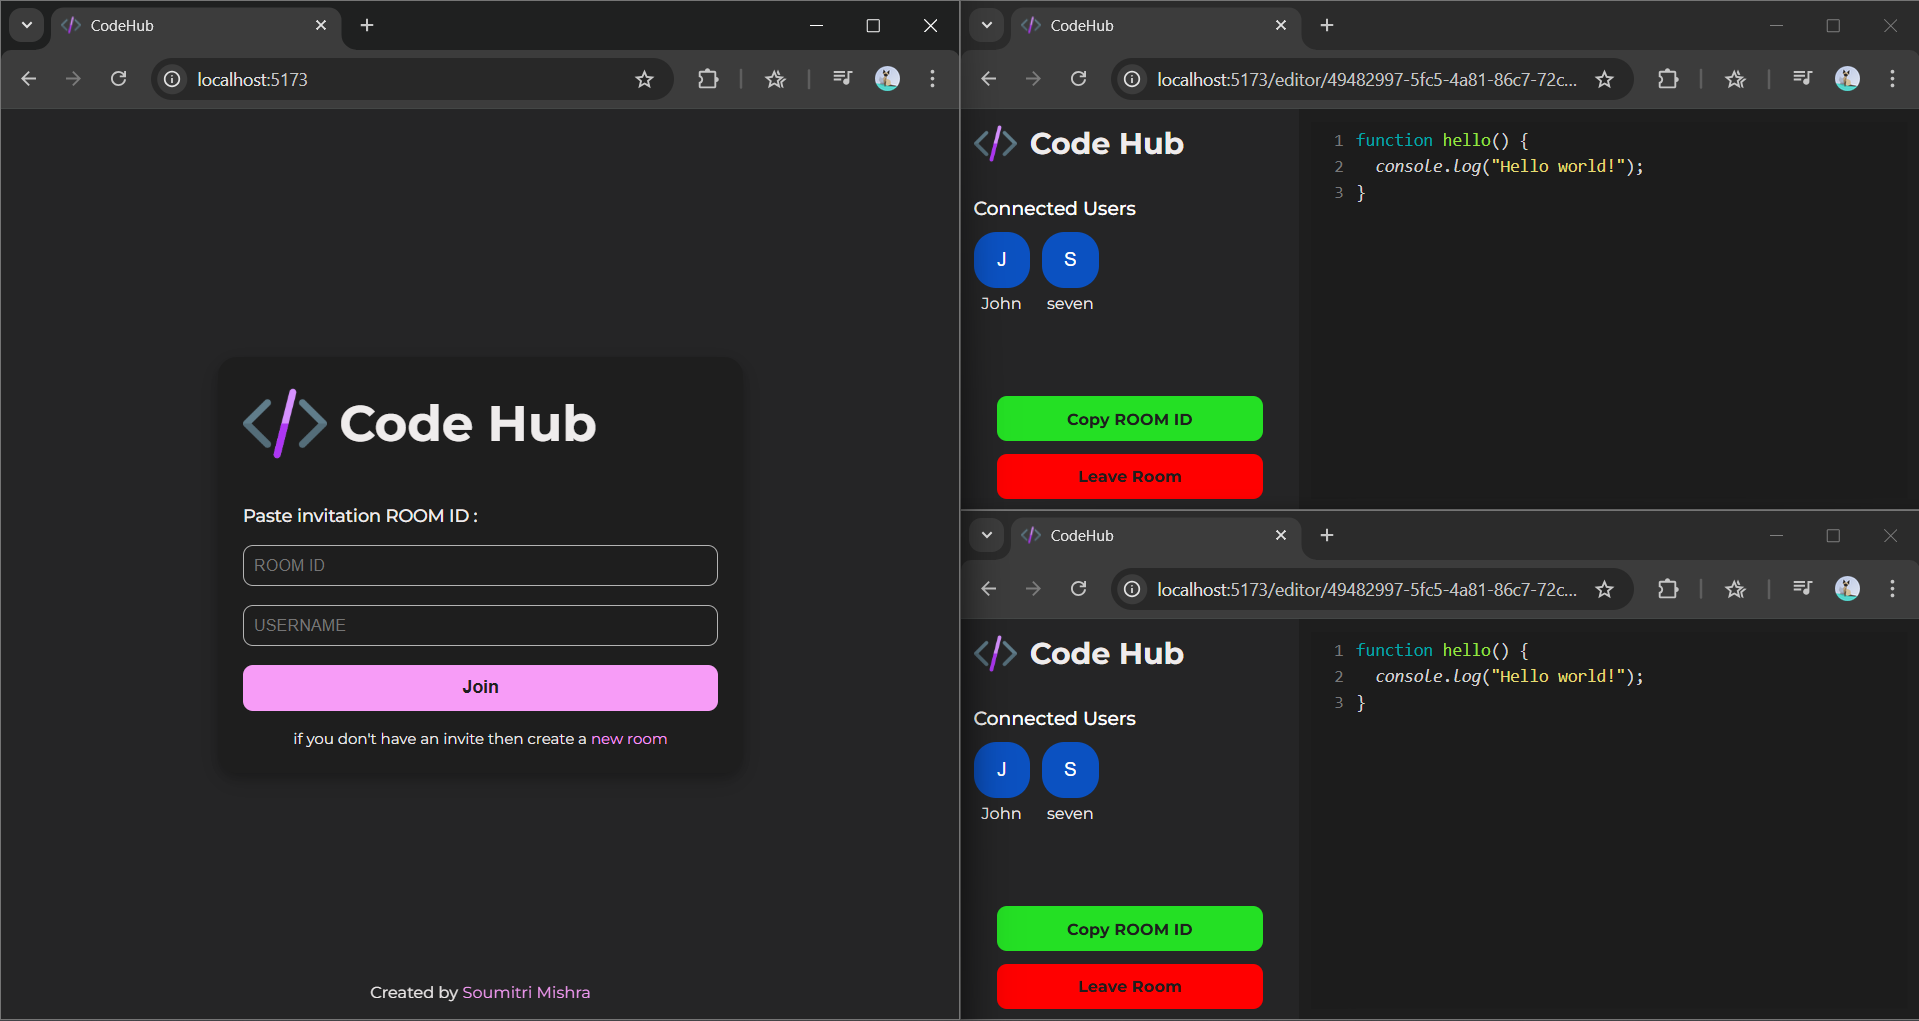 CodeHub
localhost:5173
</> Code Hub
Paste invitation ROOM ID :
ROOM ID
USERNAME
Join
if you don't have an invite then create a new room
Created by Soumitri Mishra
CodeHub
localhost:5173/editor/49482997-5fc5-4a81-86c7-72c...
</> Code Hub
Connected Users
J S
John seven
Copy ROOM ID
Leave Room
1 function hello() {
2 console.log("Hello world!");
3 }
CodeHub
localhost:5173/editor/49482997-5fc5-4a81-86c7-72c...
</> Code Hub
Connected Users
J S
John seven
Copy ROOM ID
Leave Room
1 function hello() {
2 console.log("Hello world!");
3 }